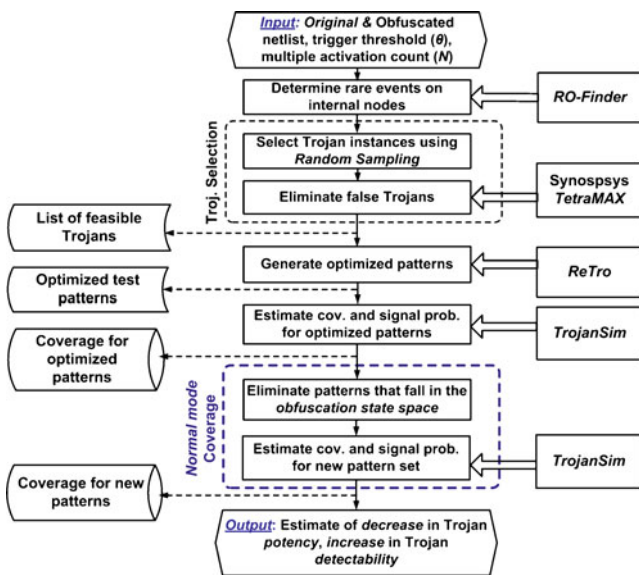 Input: Original & Obfuscated
netlist, trigger threshold (θ),
multiple activation count (N)
Determine rare events on
internal nodes
RO-Finder
Troj. Selection
Select Trojan instances using
Random Sampling
Eliminate false Trojans
Synospsys
TetraMAX
List of feasible
Trojans
Generate optimized patterns
ReTro
Optimized test
patterns
Estimate cov. and signal prob.
for optimized patterns
TrojanSim
Coverage for
optimized
patterns
Normal mode
Coverage
Eliminate patterns that fall in the
obfuscation state space
Estimate cov. and signal prob.
for new pattern set
TrojanSim
Coverage for new
patterns
Output: Estimate of decrease in Trojan
potency, increase in Trojan
detectability